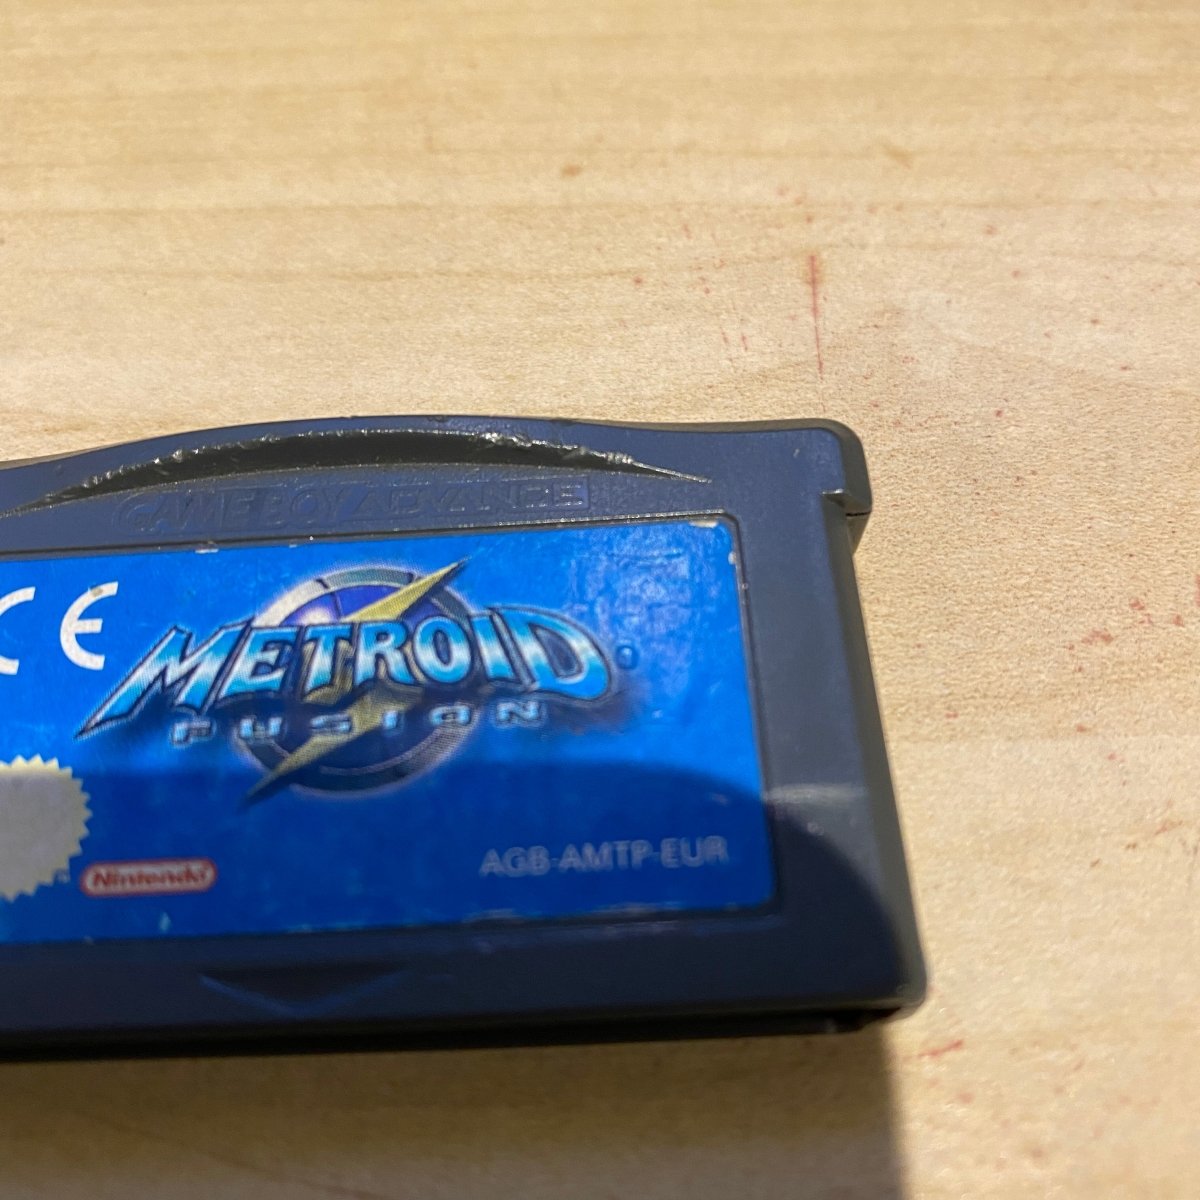 GAME BOY ADVANCE
CE
METROID
FUSION
AGB-AMTP-EUR
Nintendo